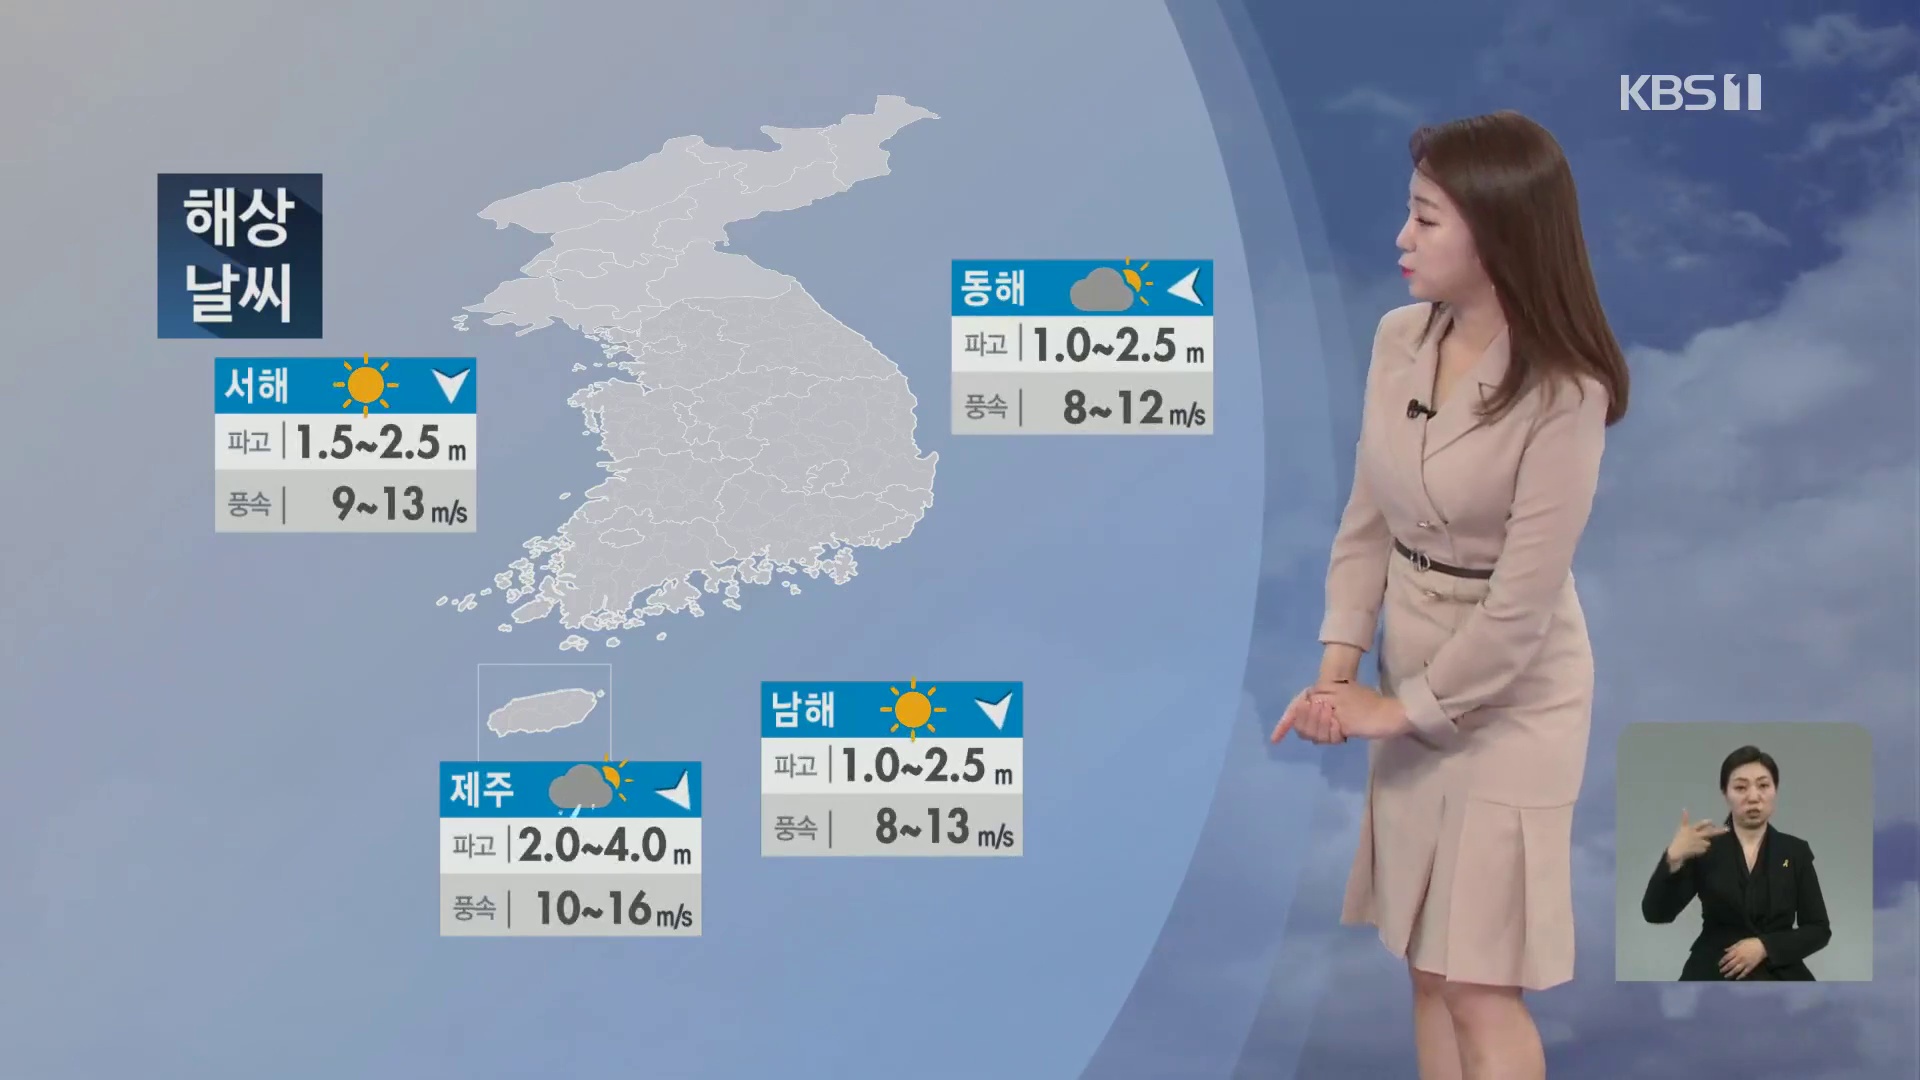 KBS 1
해상
날씨
동해
파고 1.0~2.5 m
풍속 8~12 m/s
서해
파고 1.5~2.5 m
풍속 9~13 m/s
남해
파고 1.0~2.5 m
풍속 8~13 m/s
제주
파고 2.0~4.0 m
풍속 10~16 m/s